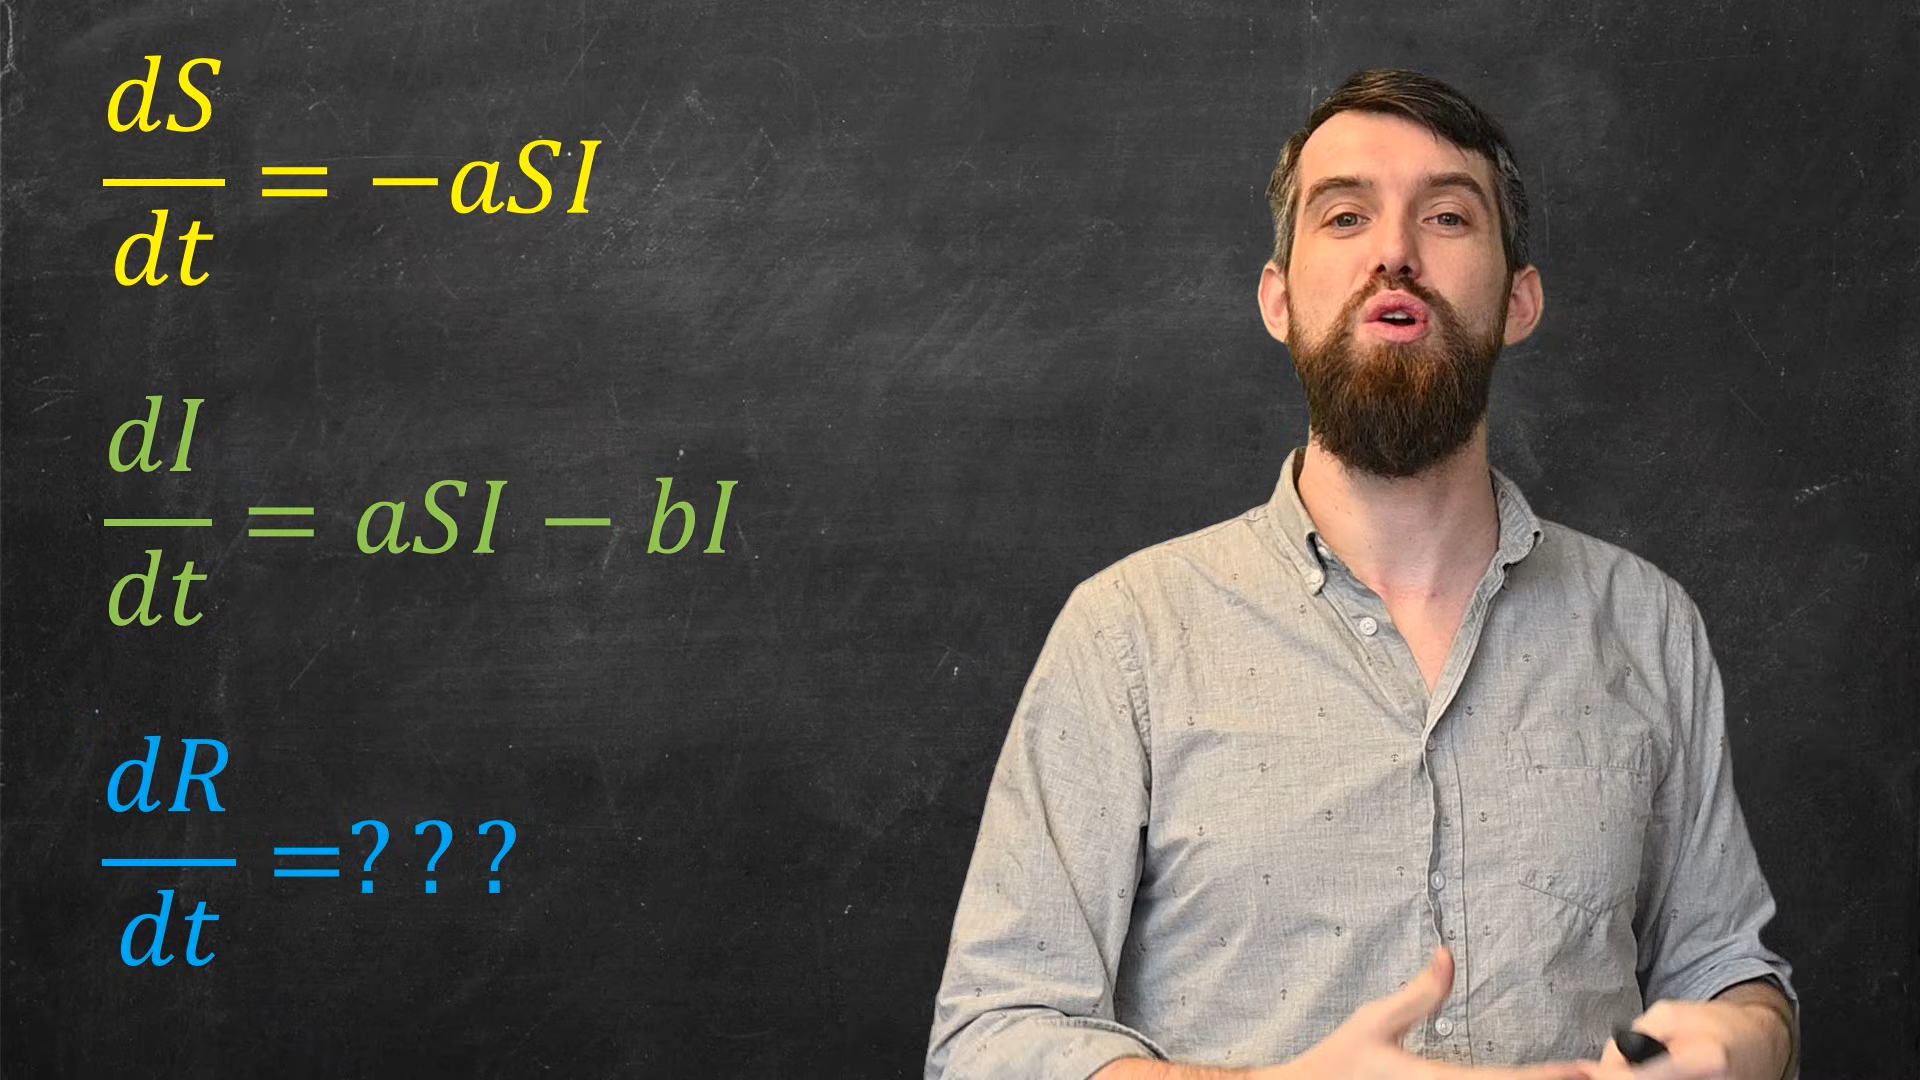 dS/dt = −aSI
dI/dt = aSI − bI
dR/dt =???